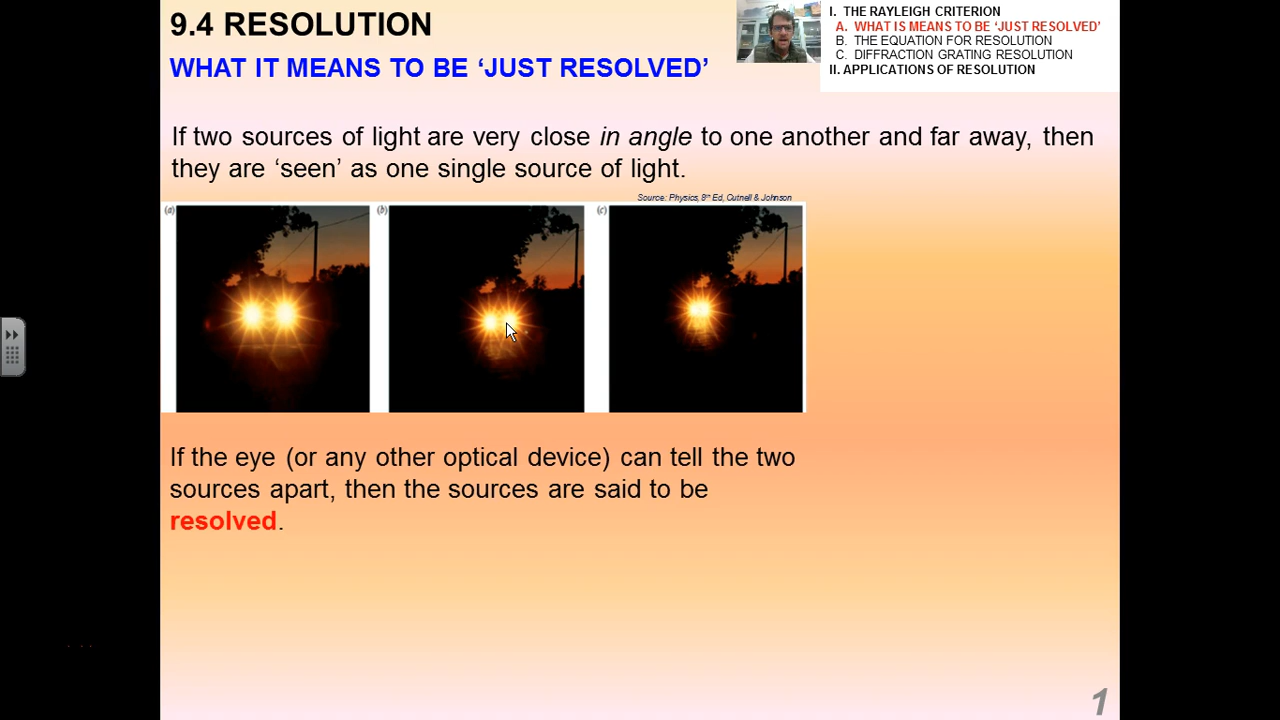 9.4 RESOLUTION
WHAT IT MEANS TO BE ‘JUST RESOLVED’
I. THE RAYLEIGH CRITERION
A. WHAT IS MEANS TO BE ‘JUST RESOLVED’
B. THE EQUATION FOR RESOLUTION
C. DIFFRACTION GRATING RESOLUTION
II. APPLICATIONS OF RESOLUTION
If two sources of light are very close in angle to one another and far away, then
they are ‘seen’ as one single source of light.
Source: Physics, 8th Ed, Cutnell & Johnson
(a) (b) (c)
If the eye (or any other optical device) can tell the two
sources apart, then the sources are said to be
resolved.
1